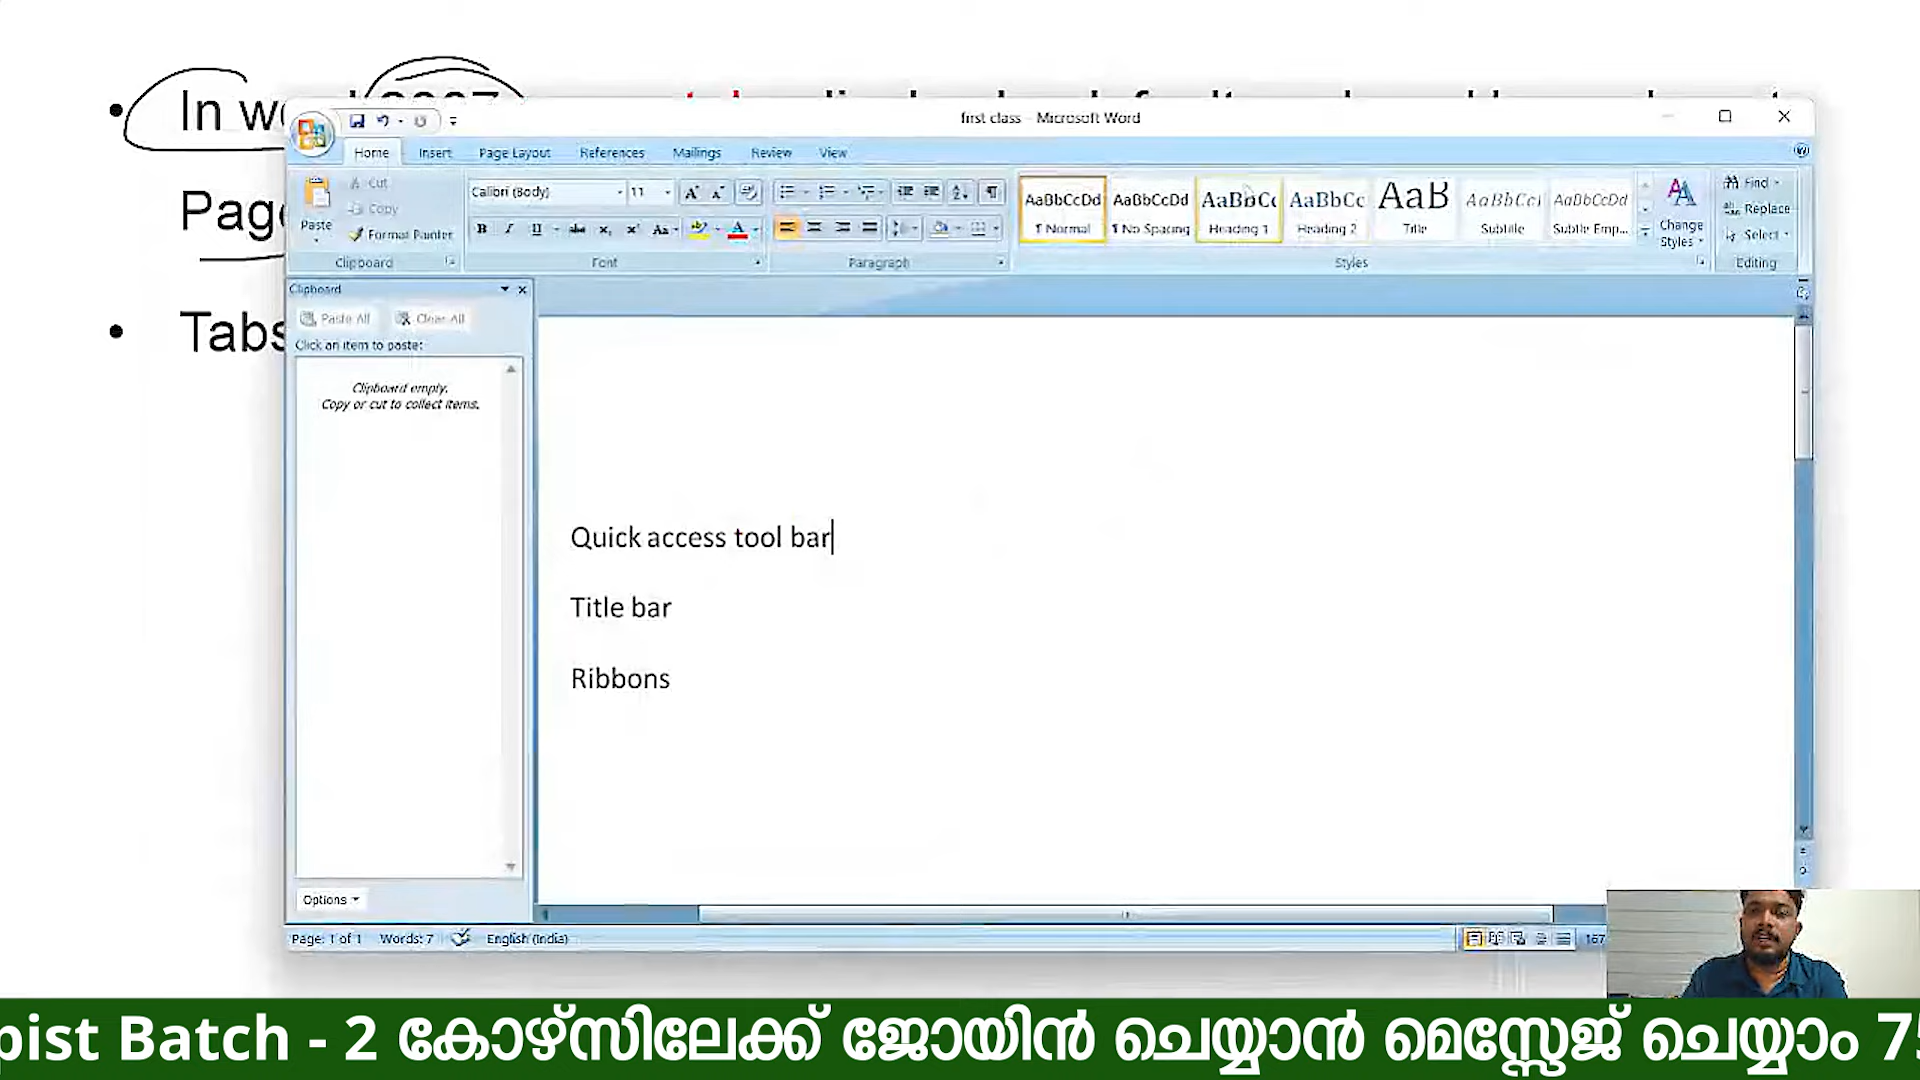 In
Page
Tabs
first class - Microsoft Word
Home Insert Page Layout References Mailings Review View
Paste
Cut
Copy
Format Painter
Clipboard
Calibri (Body) 11
Font
Paragraph
AaBbCcDd AaBbCcDd AaBbCc AaBbCc AaB AaBbCcI AaBbCcDd
¶ Normal ¶ No Spacing Heading 1 Heading 2 Title Subtitle Subtle Emp...
Styles
Change Styles
Find
Replace
Select
Editing
Clipboard
Paste All Clear All
Click an item to paste:
Clipboard empty.
Copy or cut to collect items.
Quick access tool bar
Title bar
Ribbons
Options
Page: 1 of 1 Words: 7 English (India) 167
pist Batch - 2 കോഴ്സിലേക്ക് ജോയിൻ ചെയ്യാൻ മെസ്സേജ് ചെയ്യാം 75